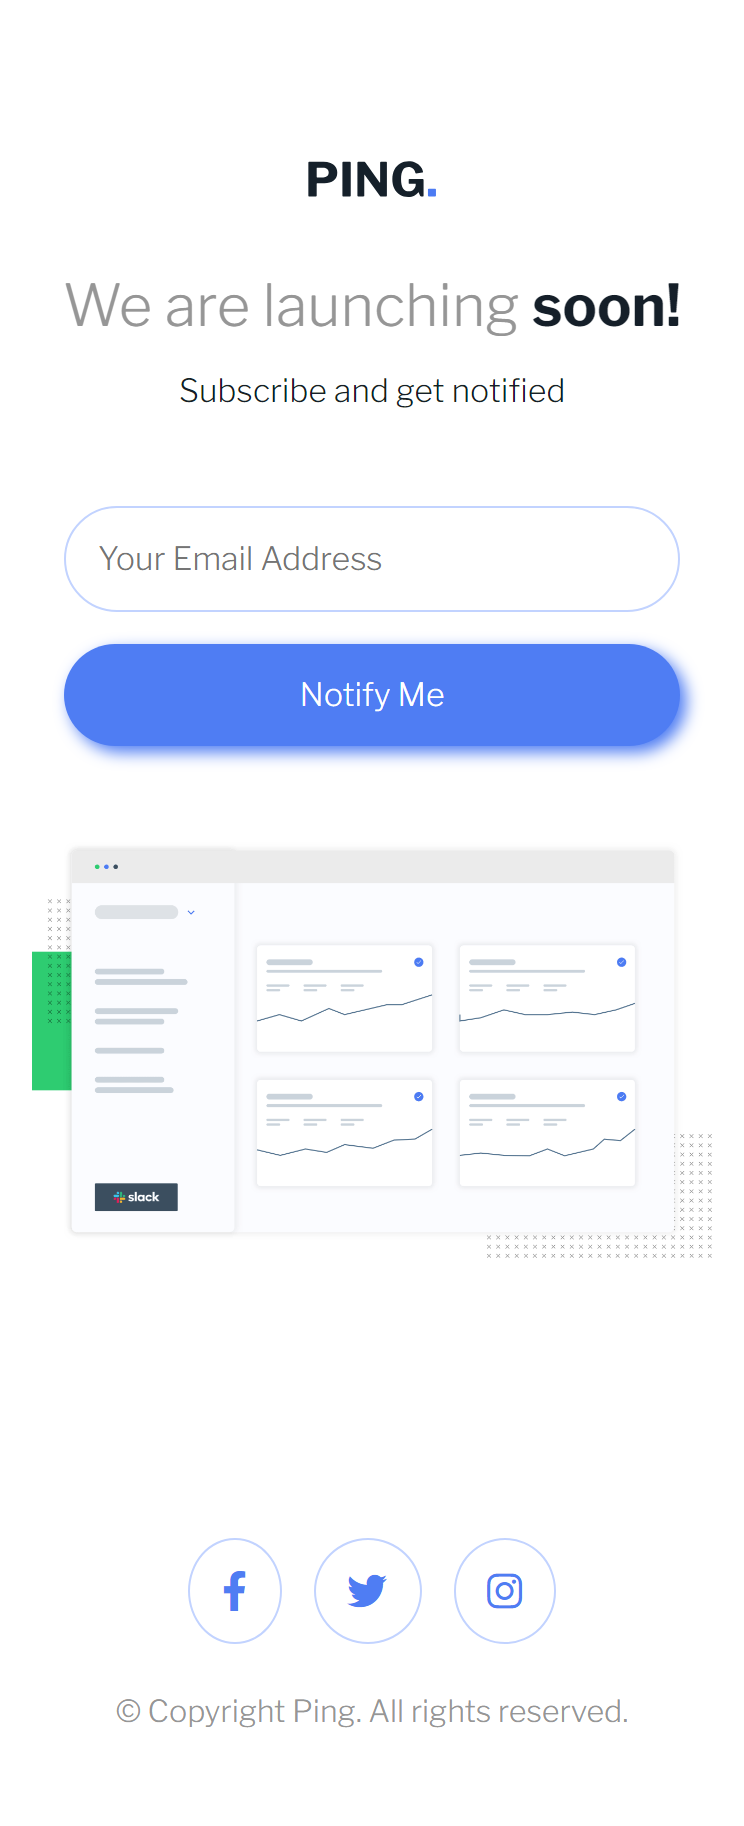 PING.
We are launching soon!
Subscribe and get notified
Your Email Address
Notify Me
slack
© Copyright Ping. All rights reserved.